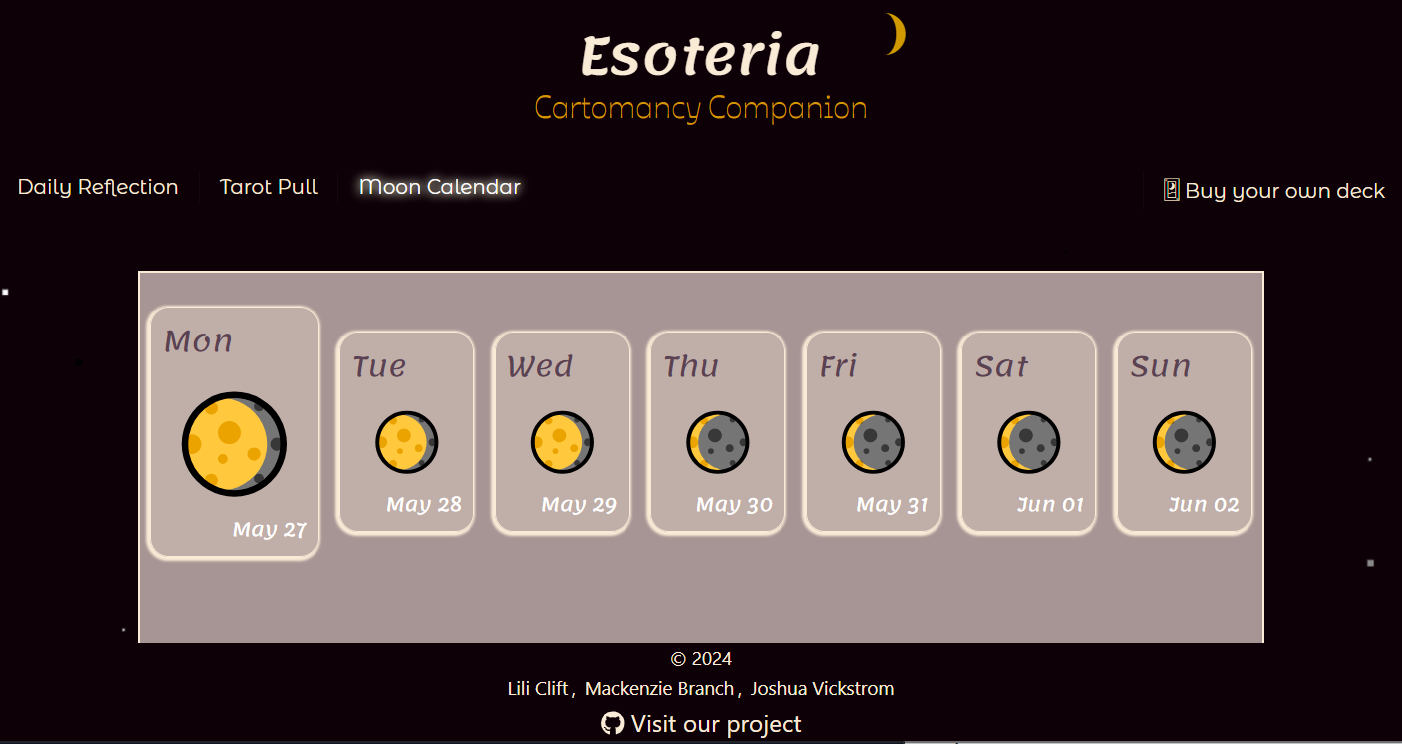 Esoteria
Cartomancy Companion
Daily Reflection
Tarot Pull
Moon Calendar
Buy your own deck
Mon
May 27
Tue
May 28
Wed
May 29
Thu
May 30
Fri
May 31
Sat
Jun 01
Sun
Jun 02
© 2024
Lili Clift, Mackenzie Branch, Joshua Vickstrom
Visit our project